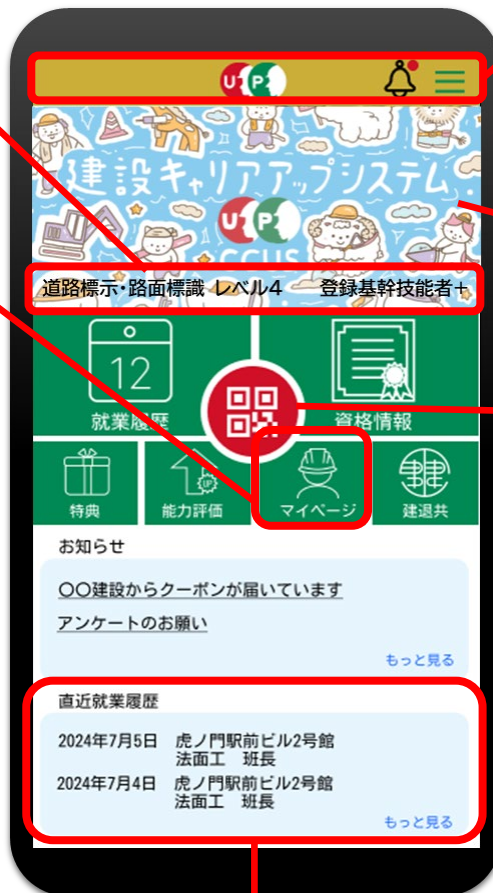 U P
建設キャリアアップシステム
U P
CCUS
道路標示・路面標識 レベル4 登録基幹技能者+
12
就業履歴
資格情報
UP
特典
能力評価
マイページ
建退共
お知らせ
〇〇建設からクーポンが届いています
アンケートのお願い
もっと見る
直近就業履歴
2024年7月5日 虎ノ門駅前ビル2号館
法面工 班長
2024年7月4日 虎ノ門駅前ビル2号館
法面工 班長
もっと見る